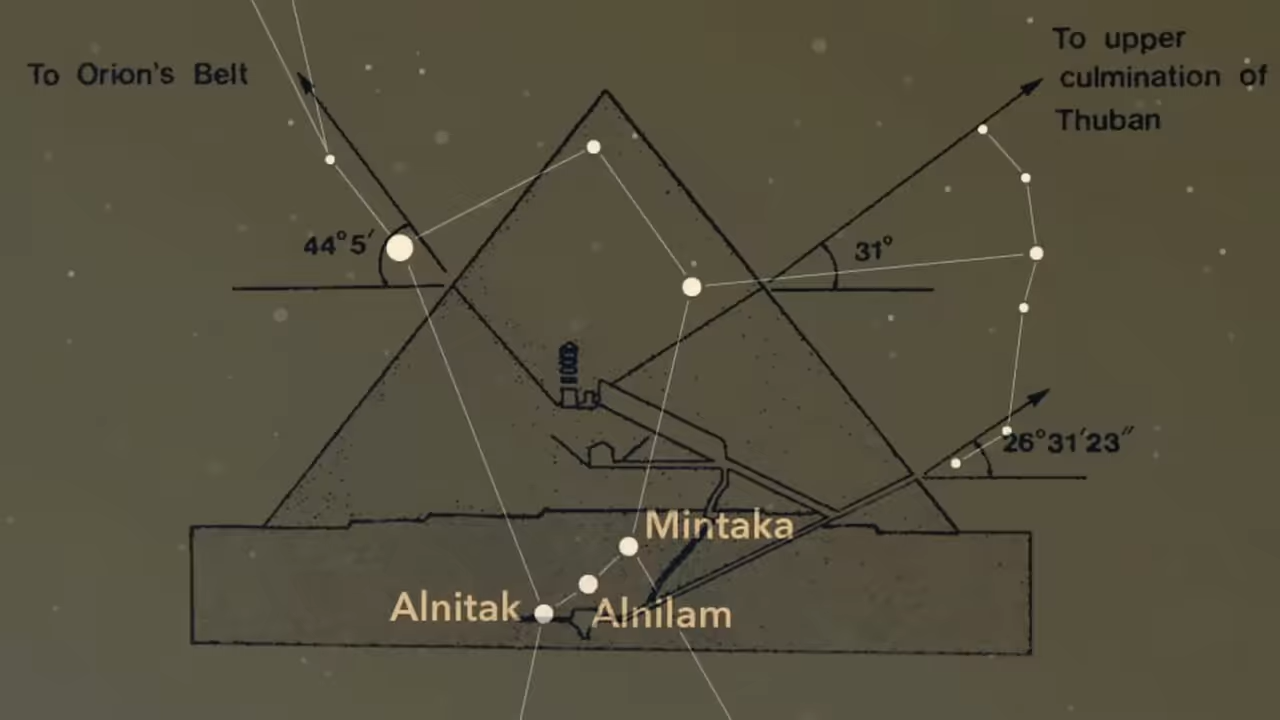 To Orion's Belt
To upper
culmination of
Thuban
44°5′
31°
26°31′23″
Mintaka
Alnitak
Alnilam